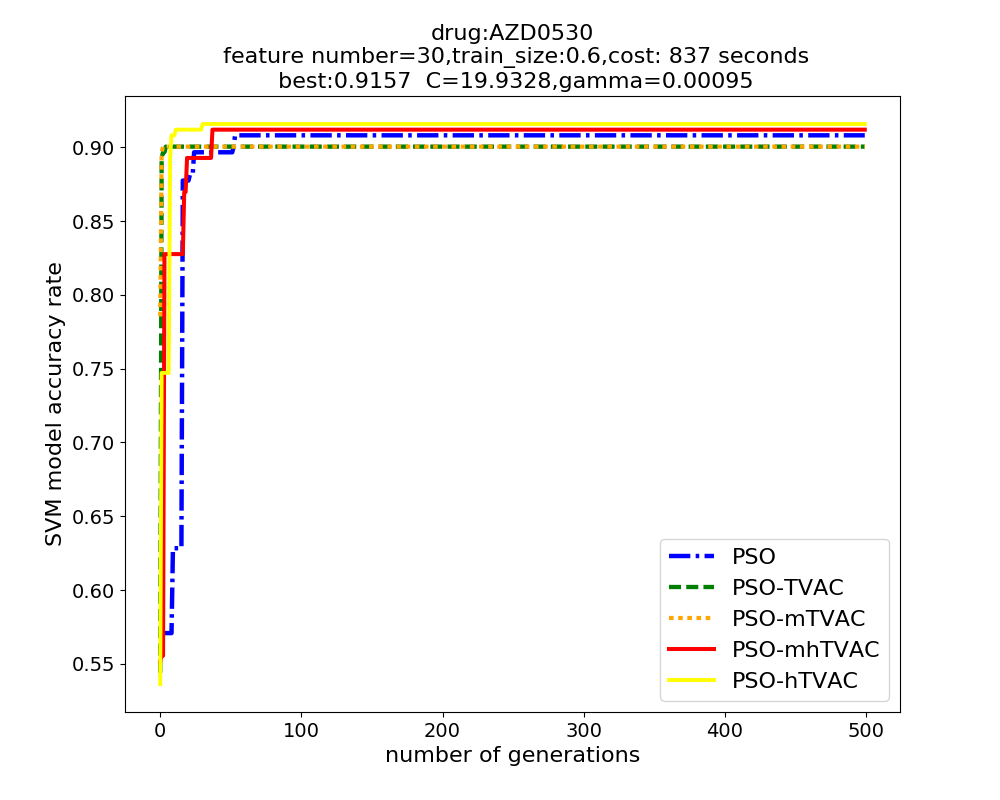 drug:AZD0530
feature number=30,train_size:0.6,cost: 837 seconds
best:0.9157  C=19.9328,gamma=0.00095
SVM model accuracy rate
0.90
0.85
0.80
0.75
0.70
0.65
0.60
0.55
PSO
PSO-TVAC
PSO-mTVAC
PSO-mhTVAC
PSO-hTVAC
0 100 200 300 400 500
number of generations